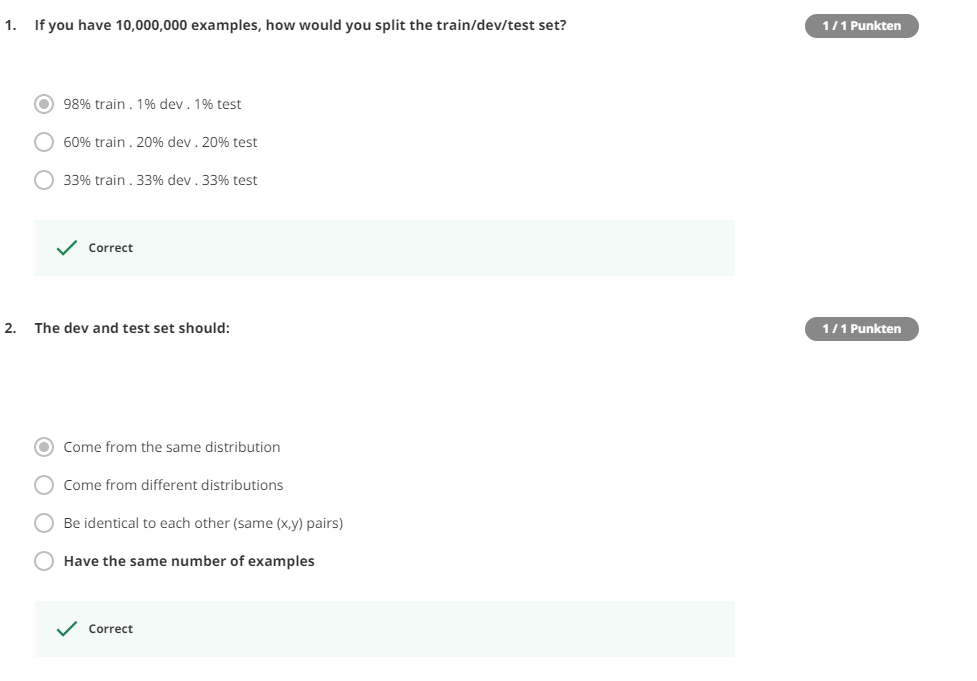 1. If you have 10,000,000 examples, how would you split the train/dev/test set?
1 / 1 Punkten
98% train . 1% dev . 1% test
60% train . 20% dev . 20% test
33% train . 33% dev . 33% test
Correct
2. The dev and test set should:
1 / 1 Punkten
Come from the same distribution
Come from different distributions
Be identical to each other (same (x,y) pairs)
Have the same number of examples
Correct